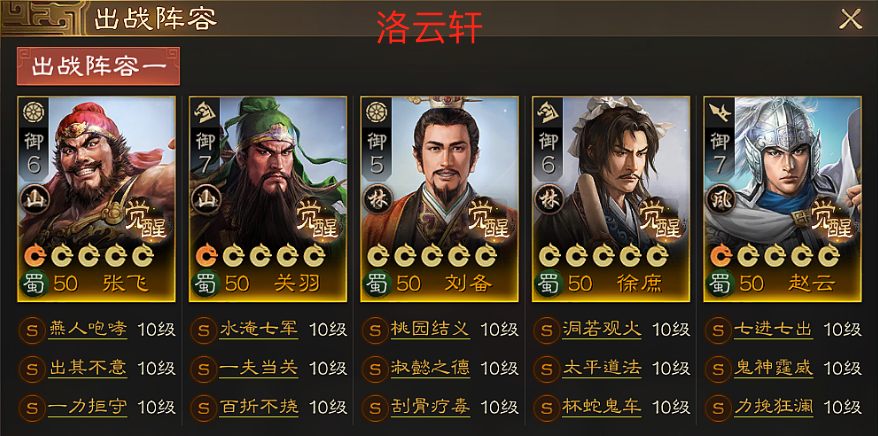 出战阵容
洛云轩
出战阵容一
御 6 山 觉醒 蜀 50 张飞
御 7 山 觉醒 蜀 50 关羽
御 5 林 觉醒 蜀 50 刘备
御 6 林 觉醒 蜀 50 徐庶
御 7 风 觉醒 蜀 50 赵云
S 燕人咆哮 10级 S 水淹七军 10级 S 桃园结义 10级 S 洞若观火 10级 S 七进七出 10级
S 出其不意 10级 S 一夫当关 10级 S 淑懿之德 10级 S 太平道法 10级 S 鬼神霆威 10级
S 一力拒守 10级 S 百折不挠 10级 S 刮骨疗毒 10级 S 杯蛇鬼车 10级 S 力挽狂澜 10级